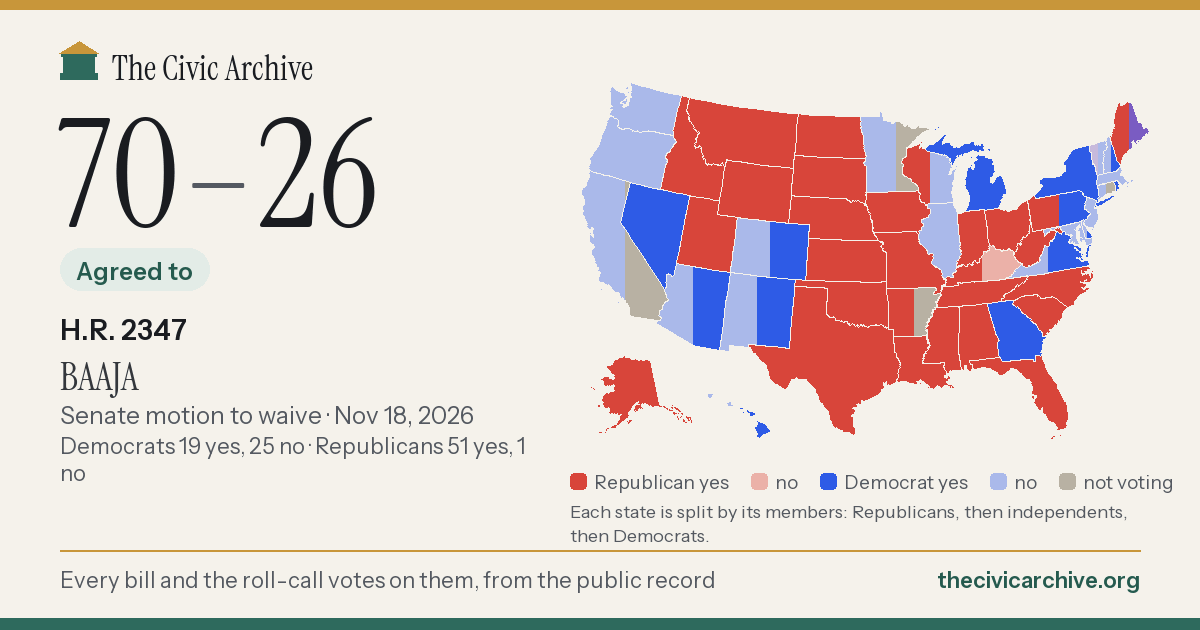 The Civic Archive
70–26
Agreed to
H.R. 2347
BAAJA
Senate motion to waive · Nov 18, 2026
Democrats 19 yes, 25 no · Republicans 51 yes, 1
no
Republican yes no Democrat yes no not voting
Each state is split by its members: Republicans, then independents,
then Democrats.
Every bill and the roll-call votes on them, from the public record
thecivicarchive.org